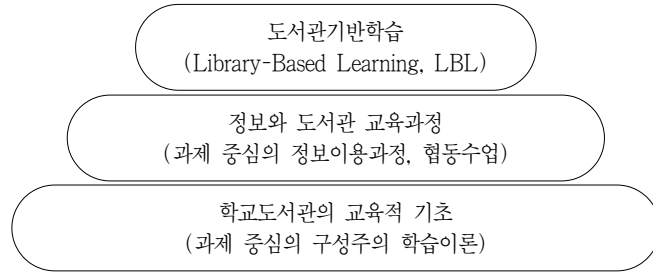 도서관기반학습
(Library-Based Learning, LBL)
정보와 도서관 교육과정
(과제 중심의 정보이용과정, 협동수업)
학교도서관의 교육적 기초
(과제 중심의 구성주의 학습이론)